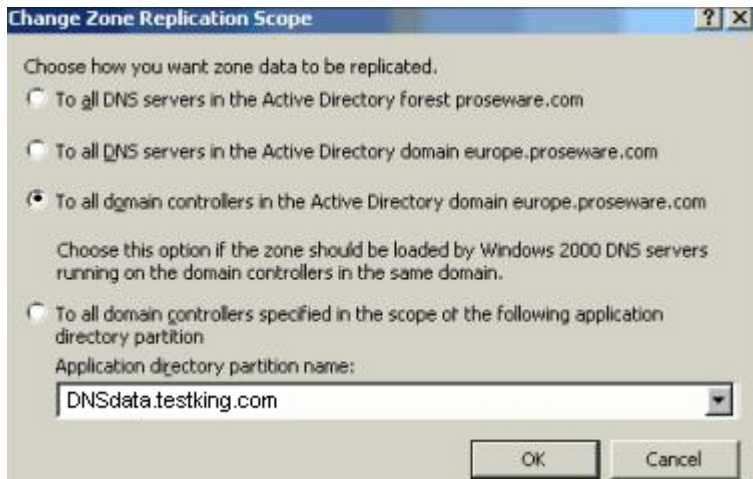 Change Zone Replication Scope
Choose how you want zone data to be replicated.
To all DNS servers in the Active Directory forest proseware.com
To all DNS servers in the Active Directory domain europe.proseware.com
To all domain controllers in the Active Directory domain europe.proseware.com
Choose this option if the zone should be loaded by Windows 2000 DNS servers
running on the domain controllers in the same domain.
To all domain controllers specified in the scope of the following application
directory partition
Application directory partition name:
DNSdata.testking.com
OK Cancel